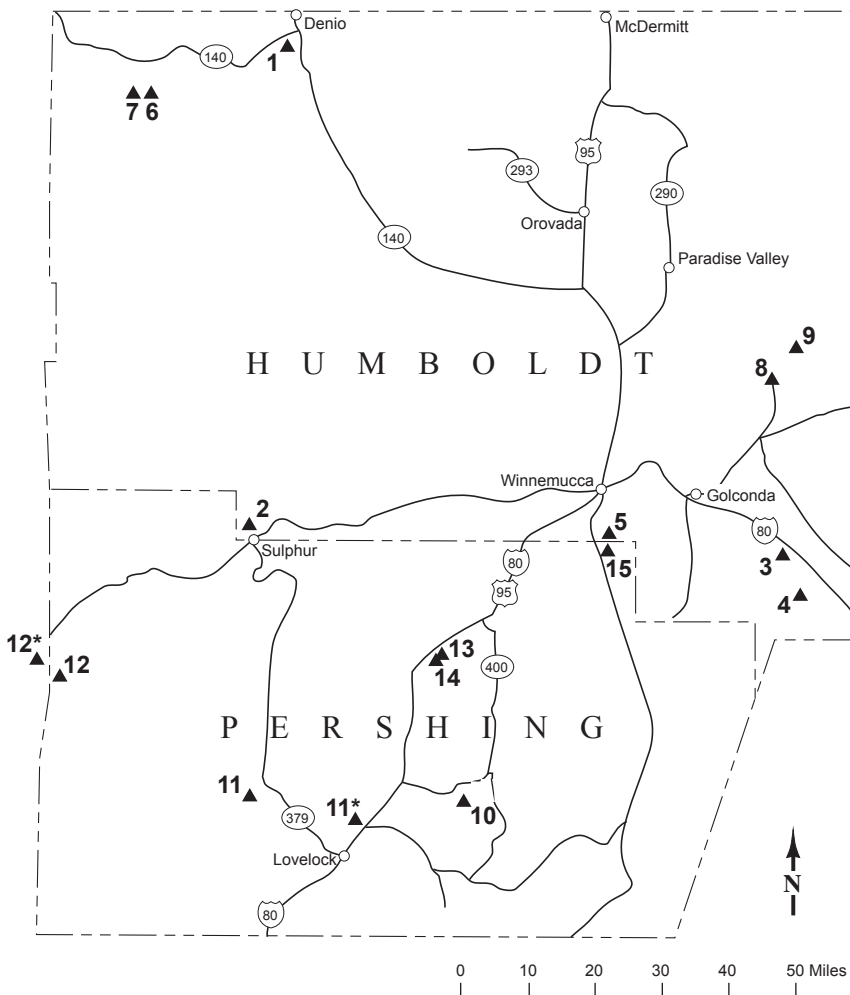 Denio
McDermitt
1
140
7 6
95
293
290
Orovada
140
Paradise Valley
9
H U M B O L D T
8
Winnemucca
Golconda
2
5
80
Sulphur
80
15
3
95
4
12*
13
12
400
14
P E R S H I N G
11
11*
10
379
Lovelock
N
80
0 10 20 30 40 50 Miles